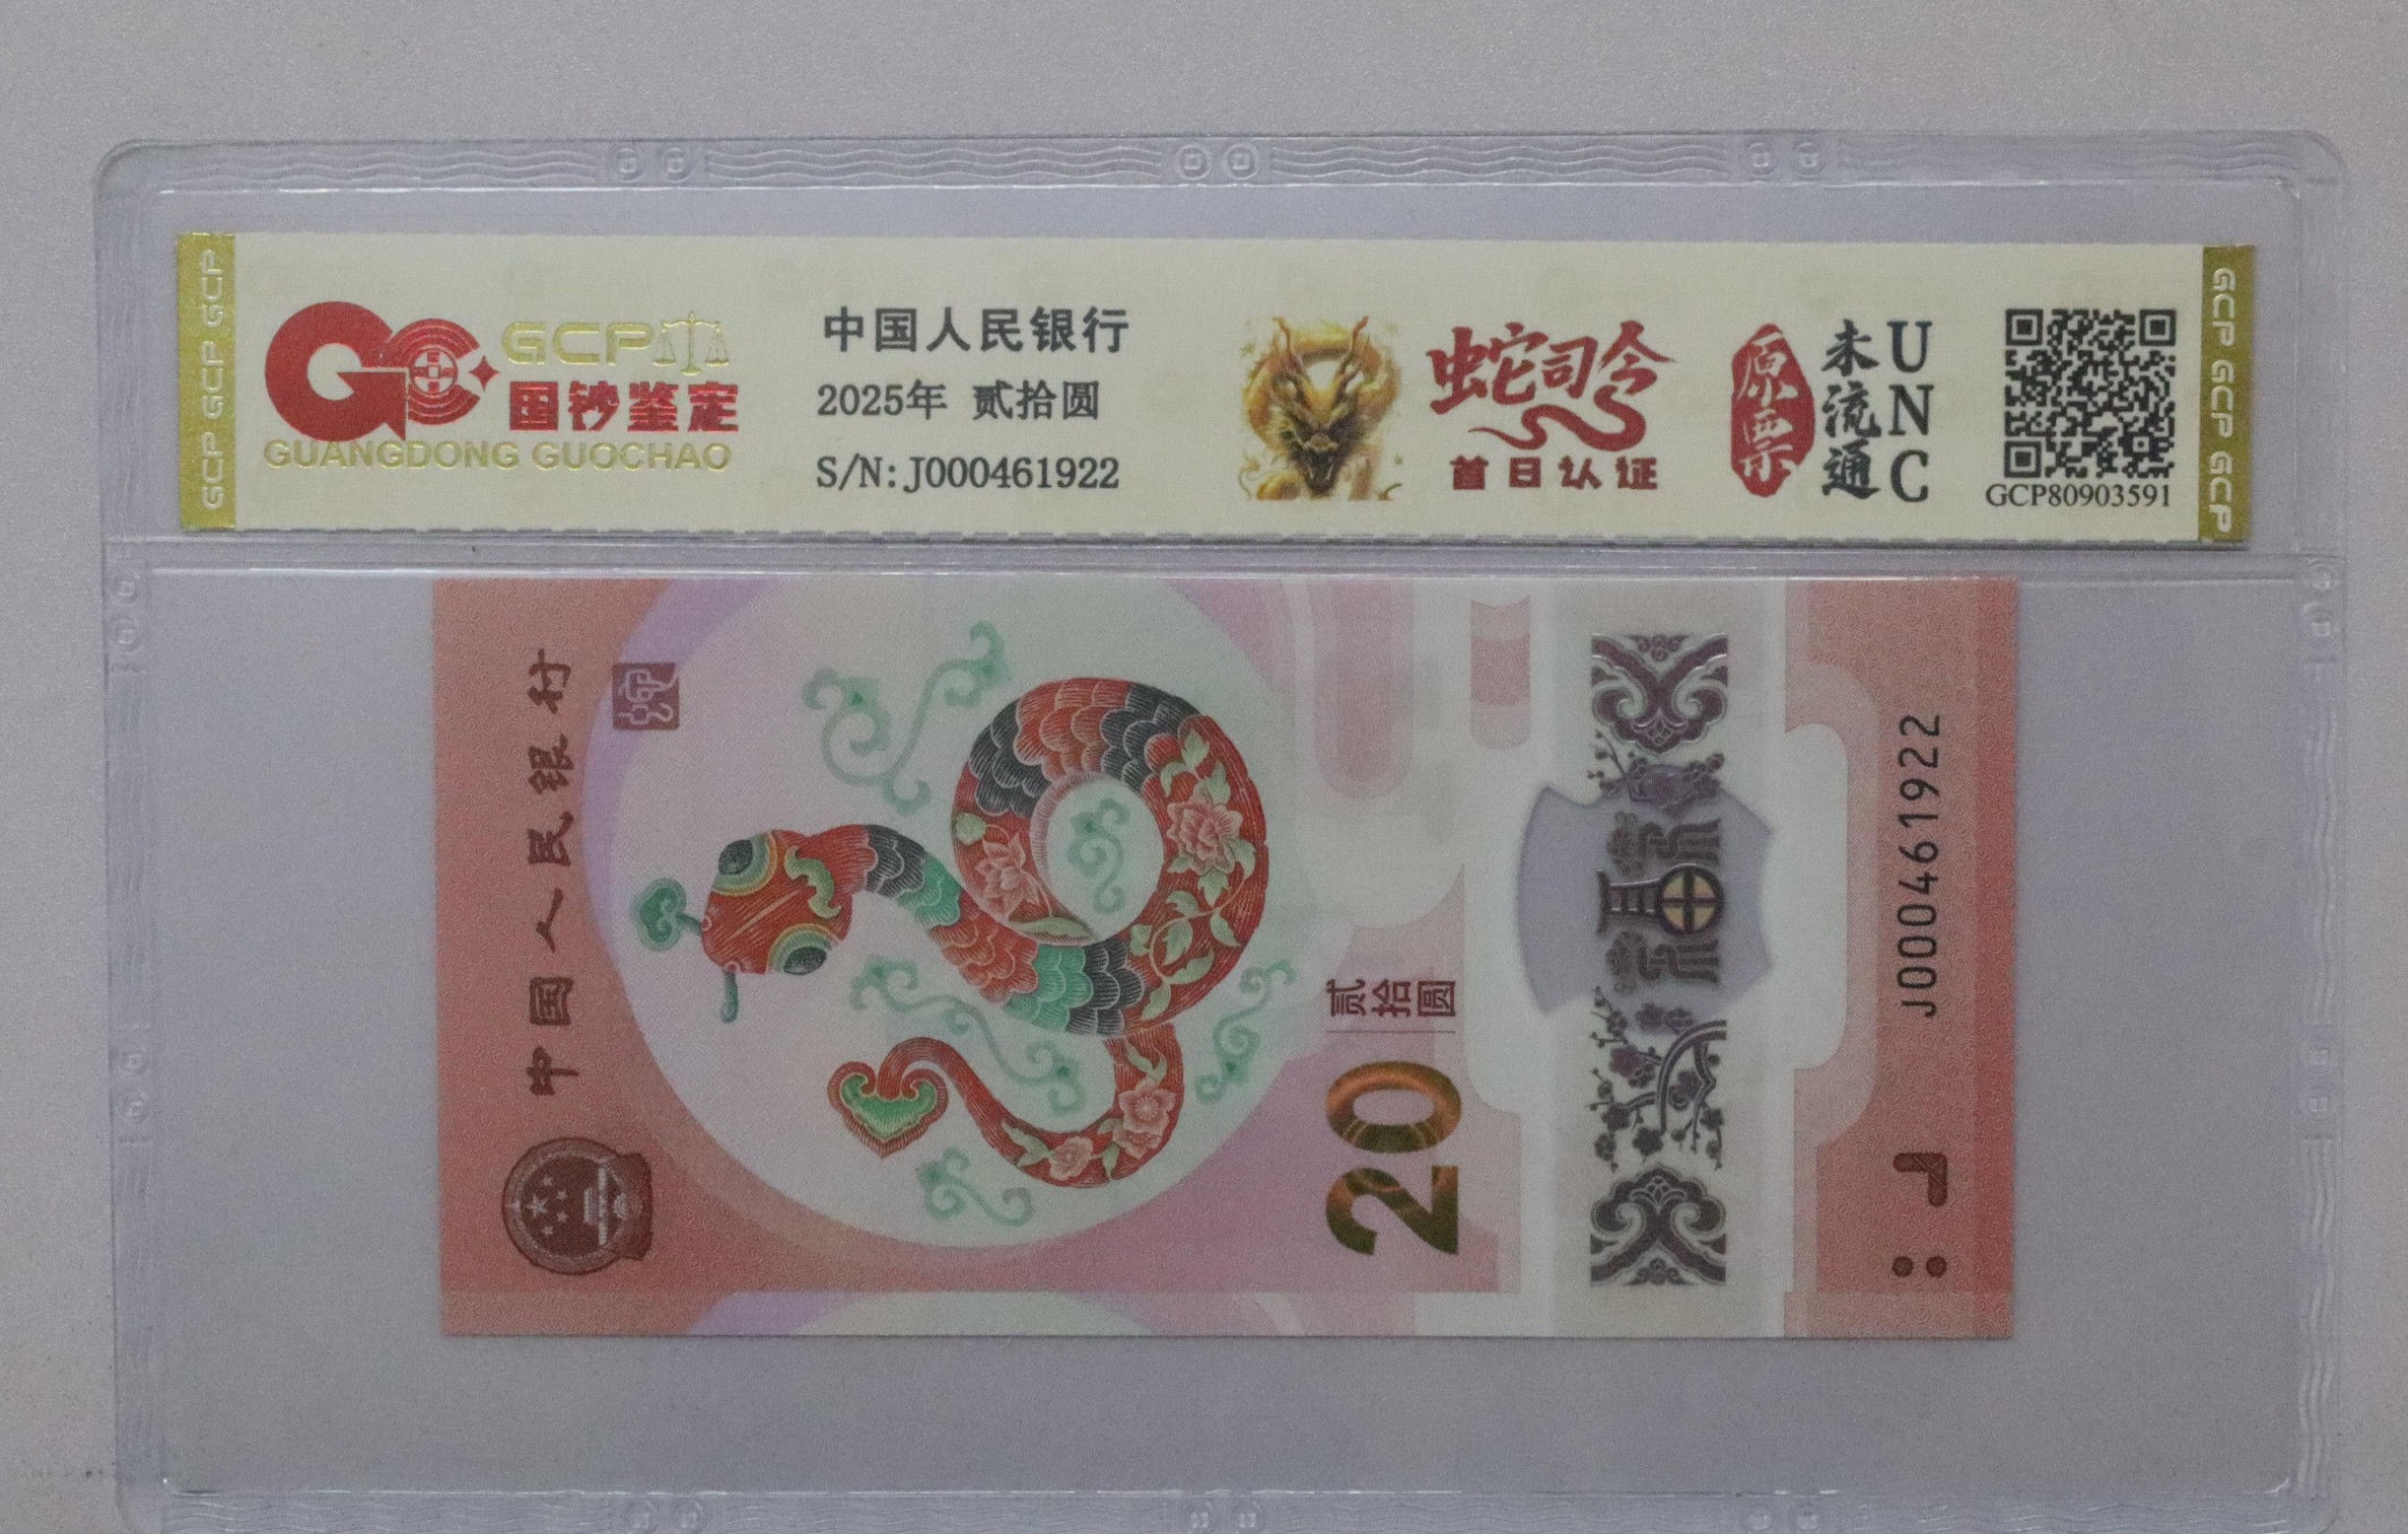 GCP GCP GCP
GCP
国钞鉴定
GUANGDONG GUOCHAO
中国人民银行
2025年 贰拾圆
S/N: J000461922
蛇司令
首日认证
原票
未流通
UNC
GCP80903591
GCP GCP GCP
中国人民银行
蛇
20
贰拾圆
福
J000461922